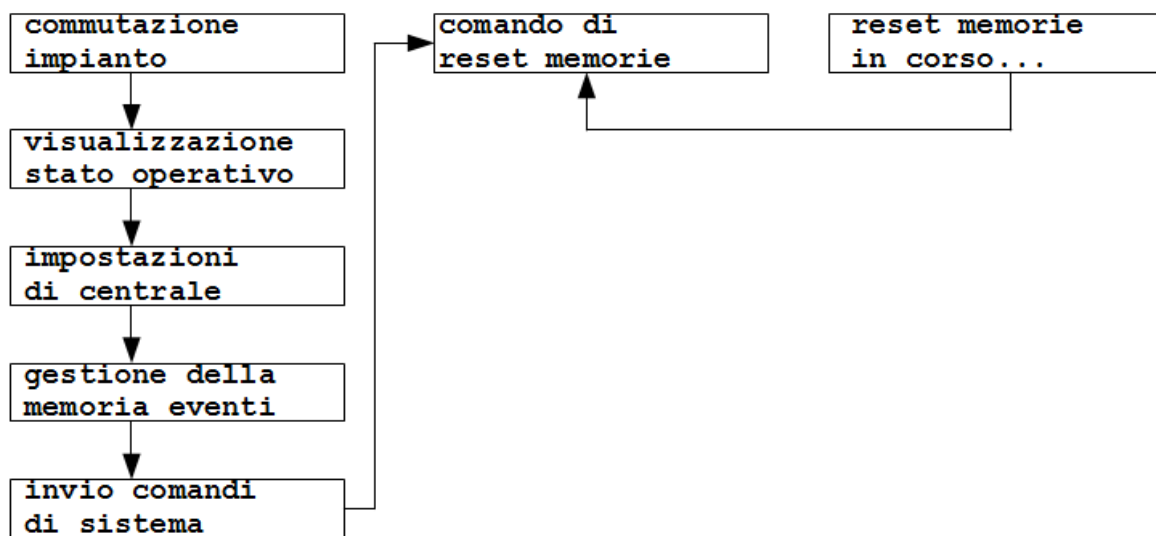 commutazione
impianto
visualizzazione
stato operativo
impostazioni
di centrale
gestione della
memoria eventi
invio comandi
di sistema
comando di
reset memorie
reset memorie
in corso...